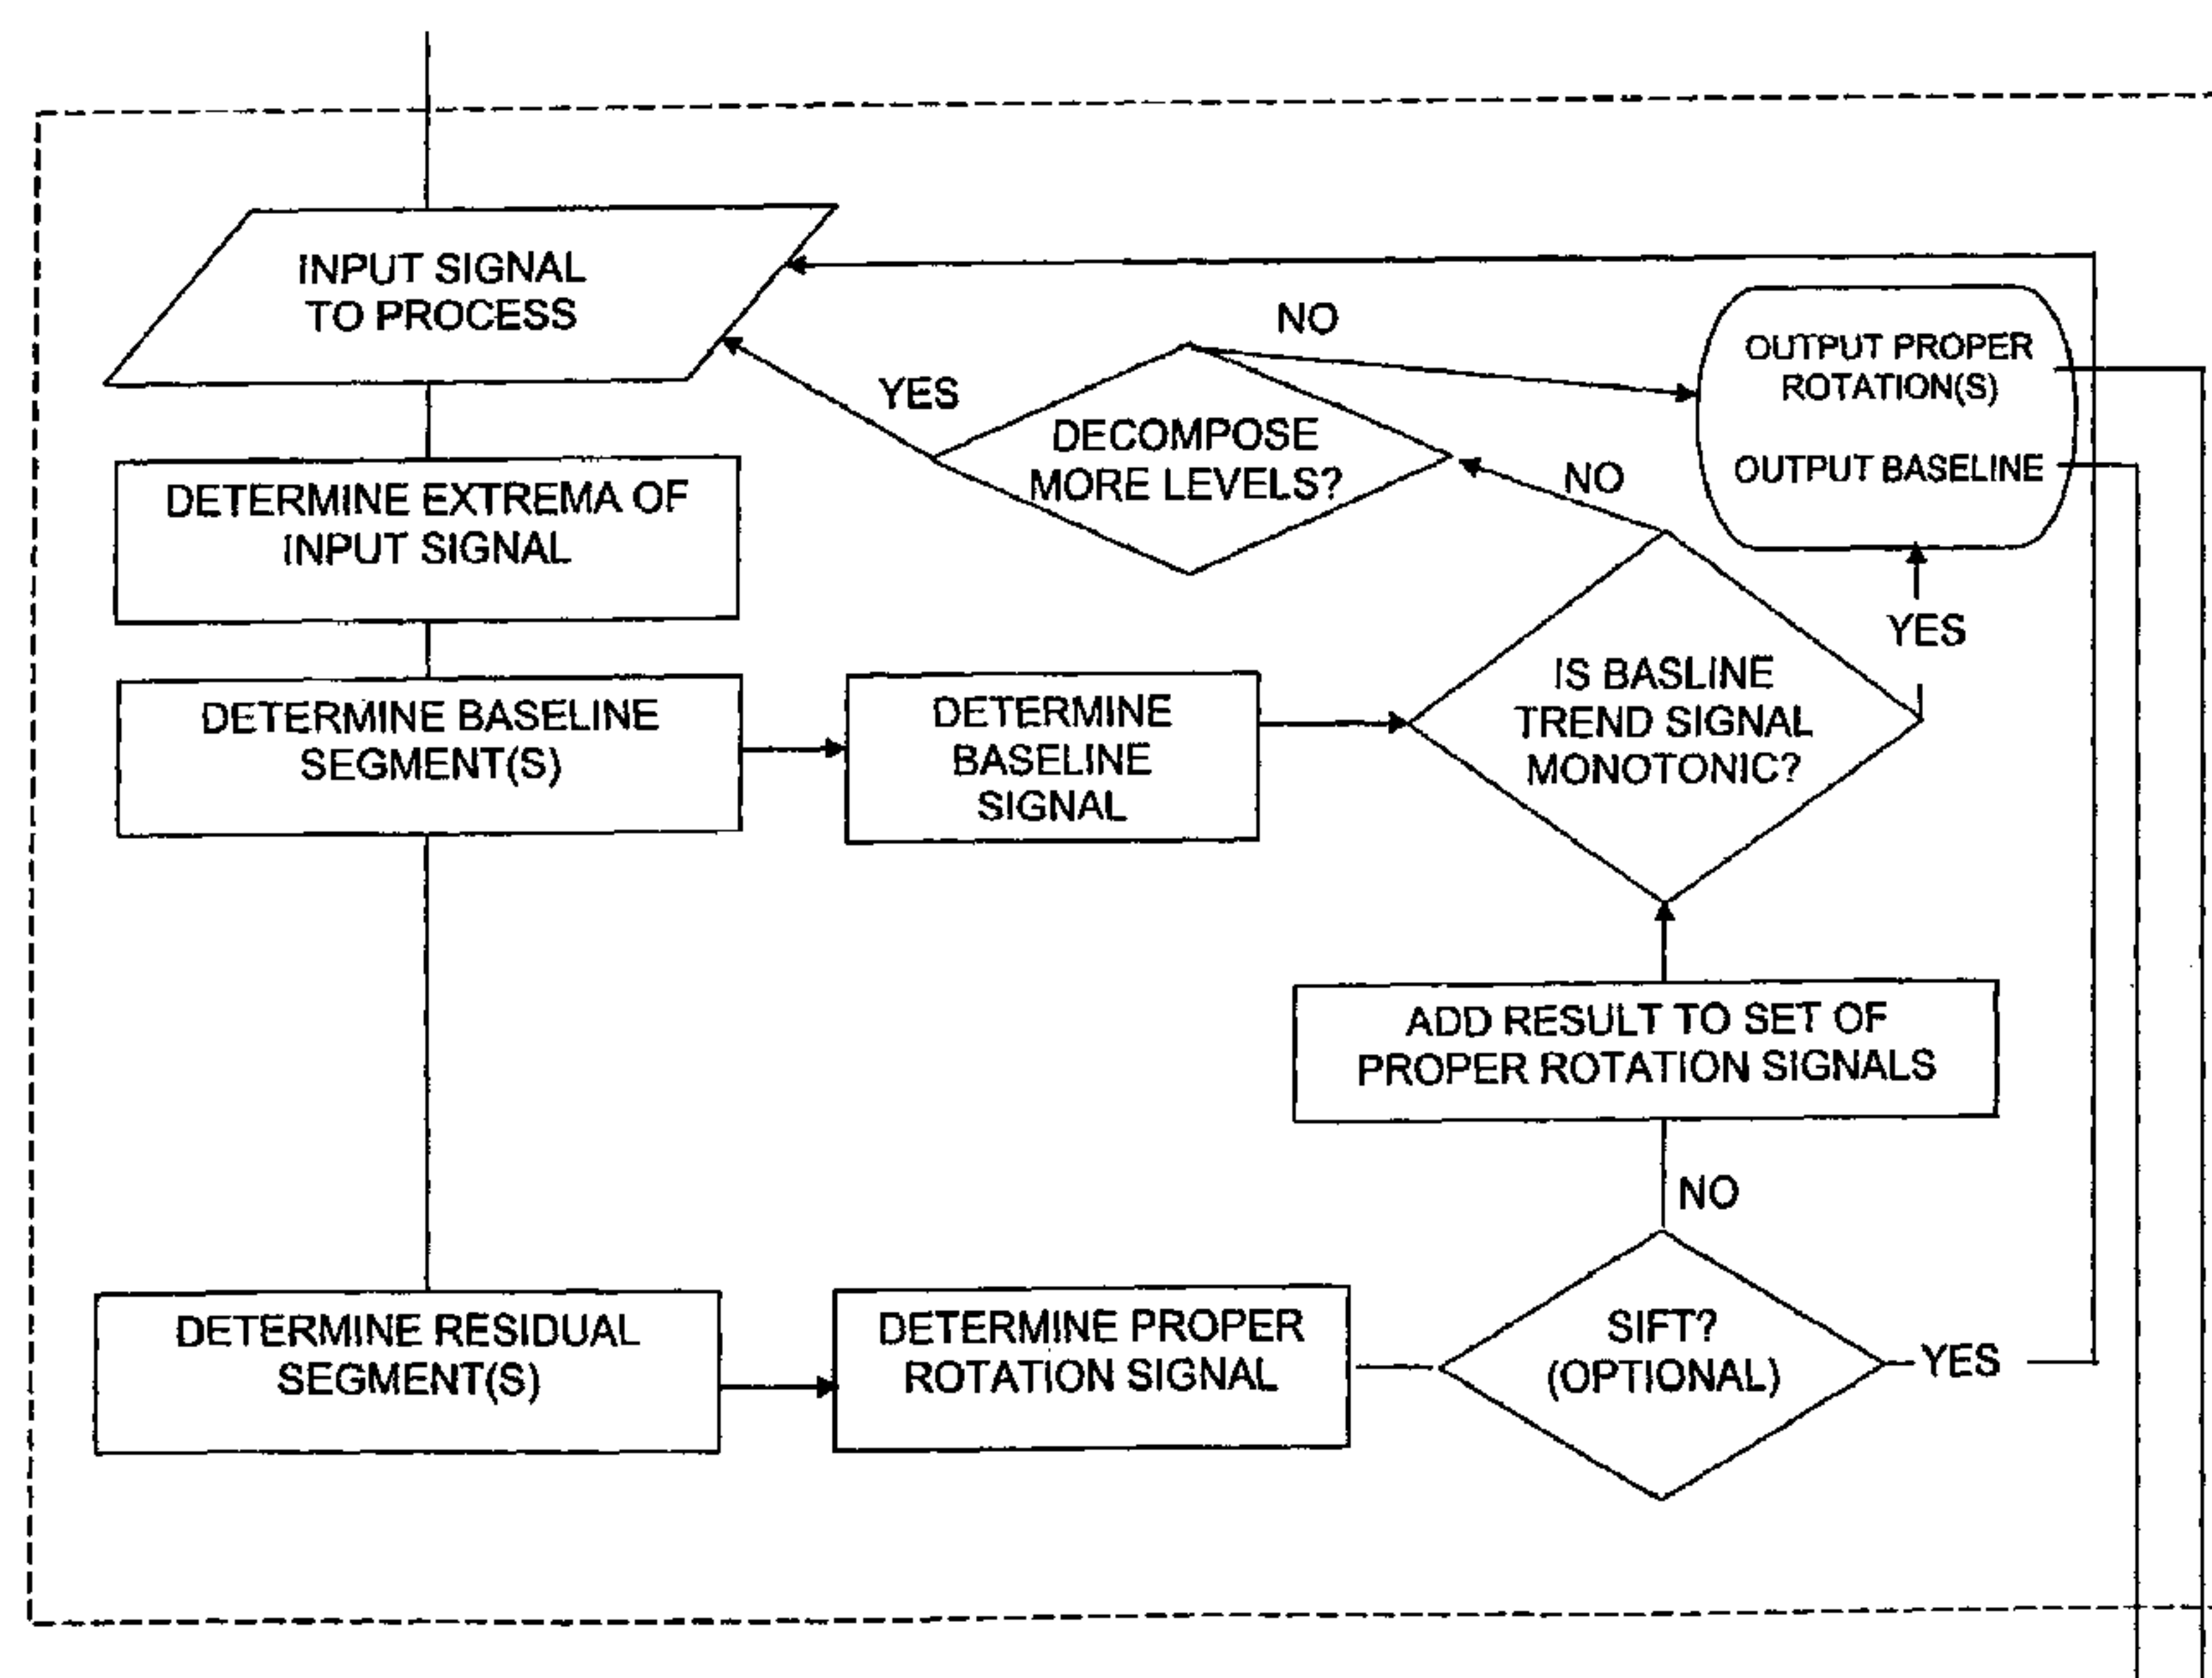 INPUT SIGNAL
TO PROCESS
NO
YES
OUTPUT PROPER
ROTATION(S)
OUTPUT BASELINE
DECOMPOSE
MORE LEVELS?
NO
DETERMINE EXTREMA OF
INPUT SIGNAL
YES
DETERMINE BASELINE
SEGMENT(S)
DETERMINE
BASELINE
SIGNAL
IS BASLINE
TREND SIGNAL
MONOTONIC?
ADD RESULT TO SET OF
PROPER ROTATION SIGNALS
NO
DETERMINE RESIDUAL
SEGMENT(S)
DETERMINE PROPER
ROTATION SIGNAL
SIFT?
(OPTIONAL)
YES